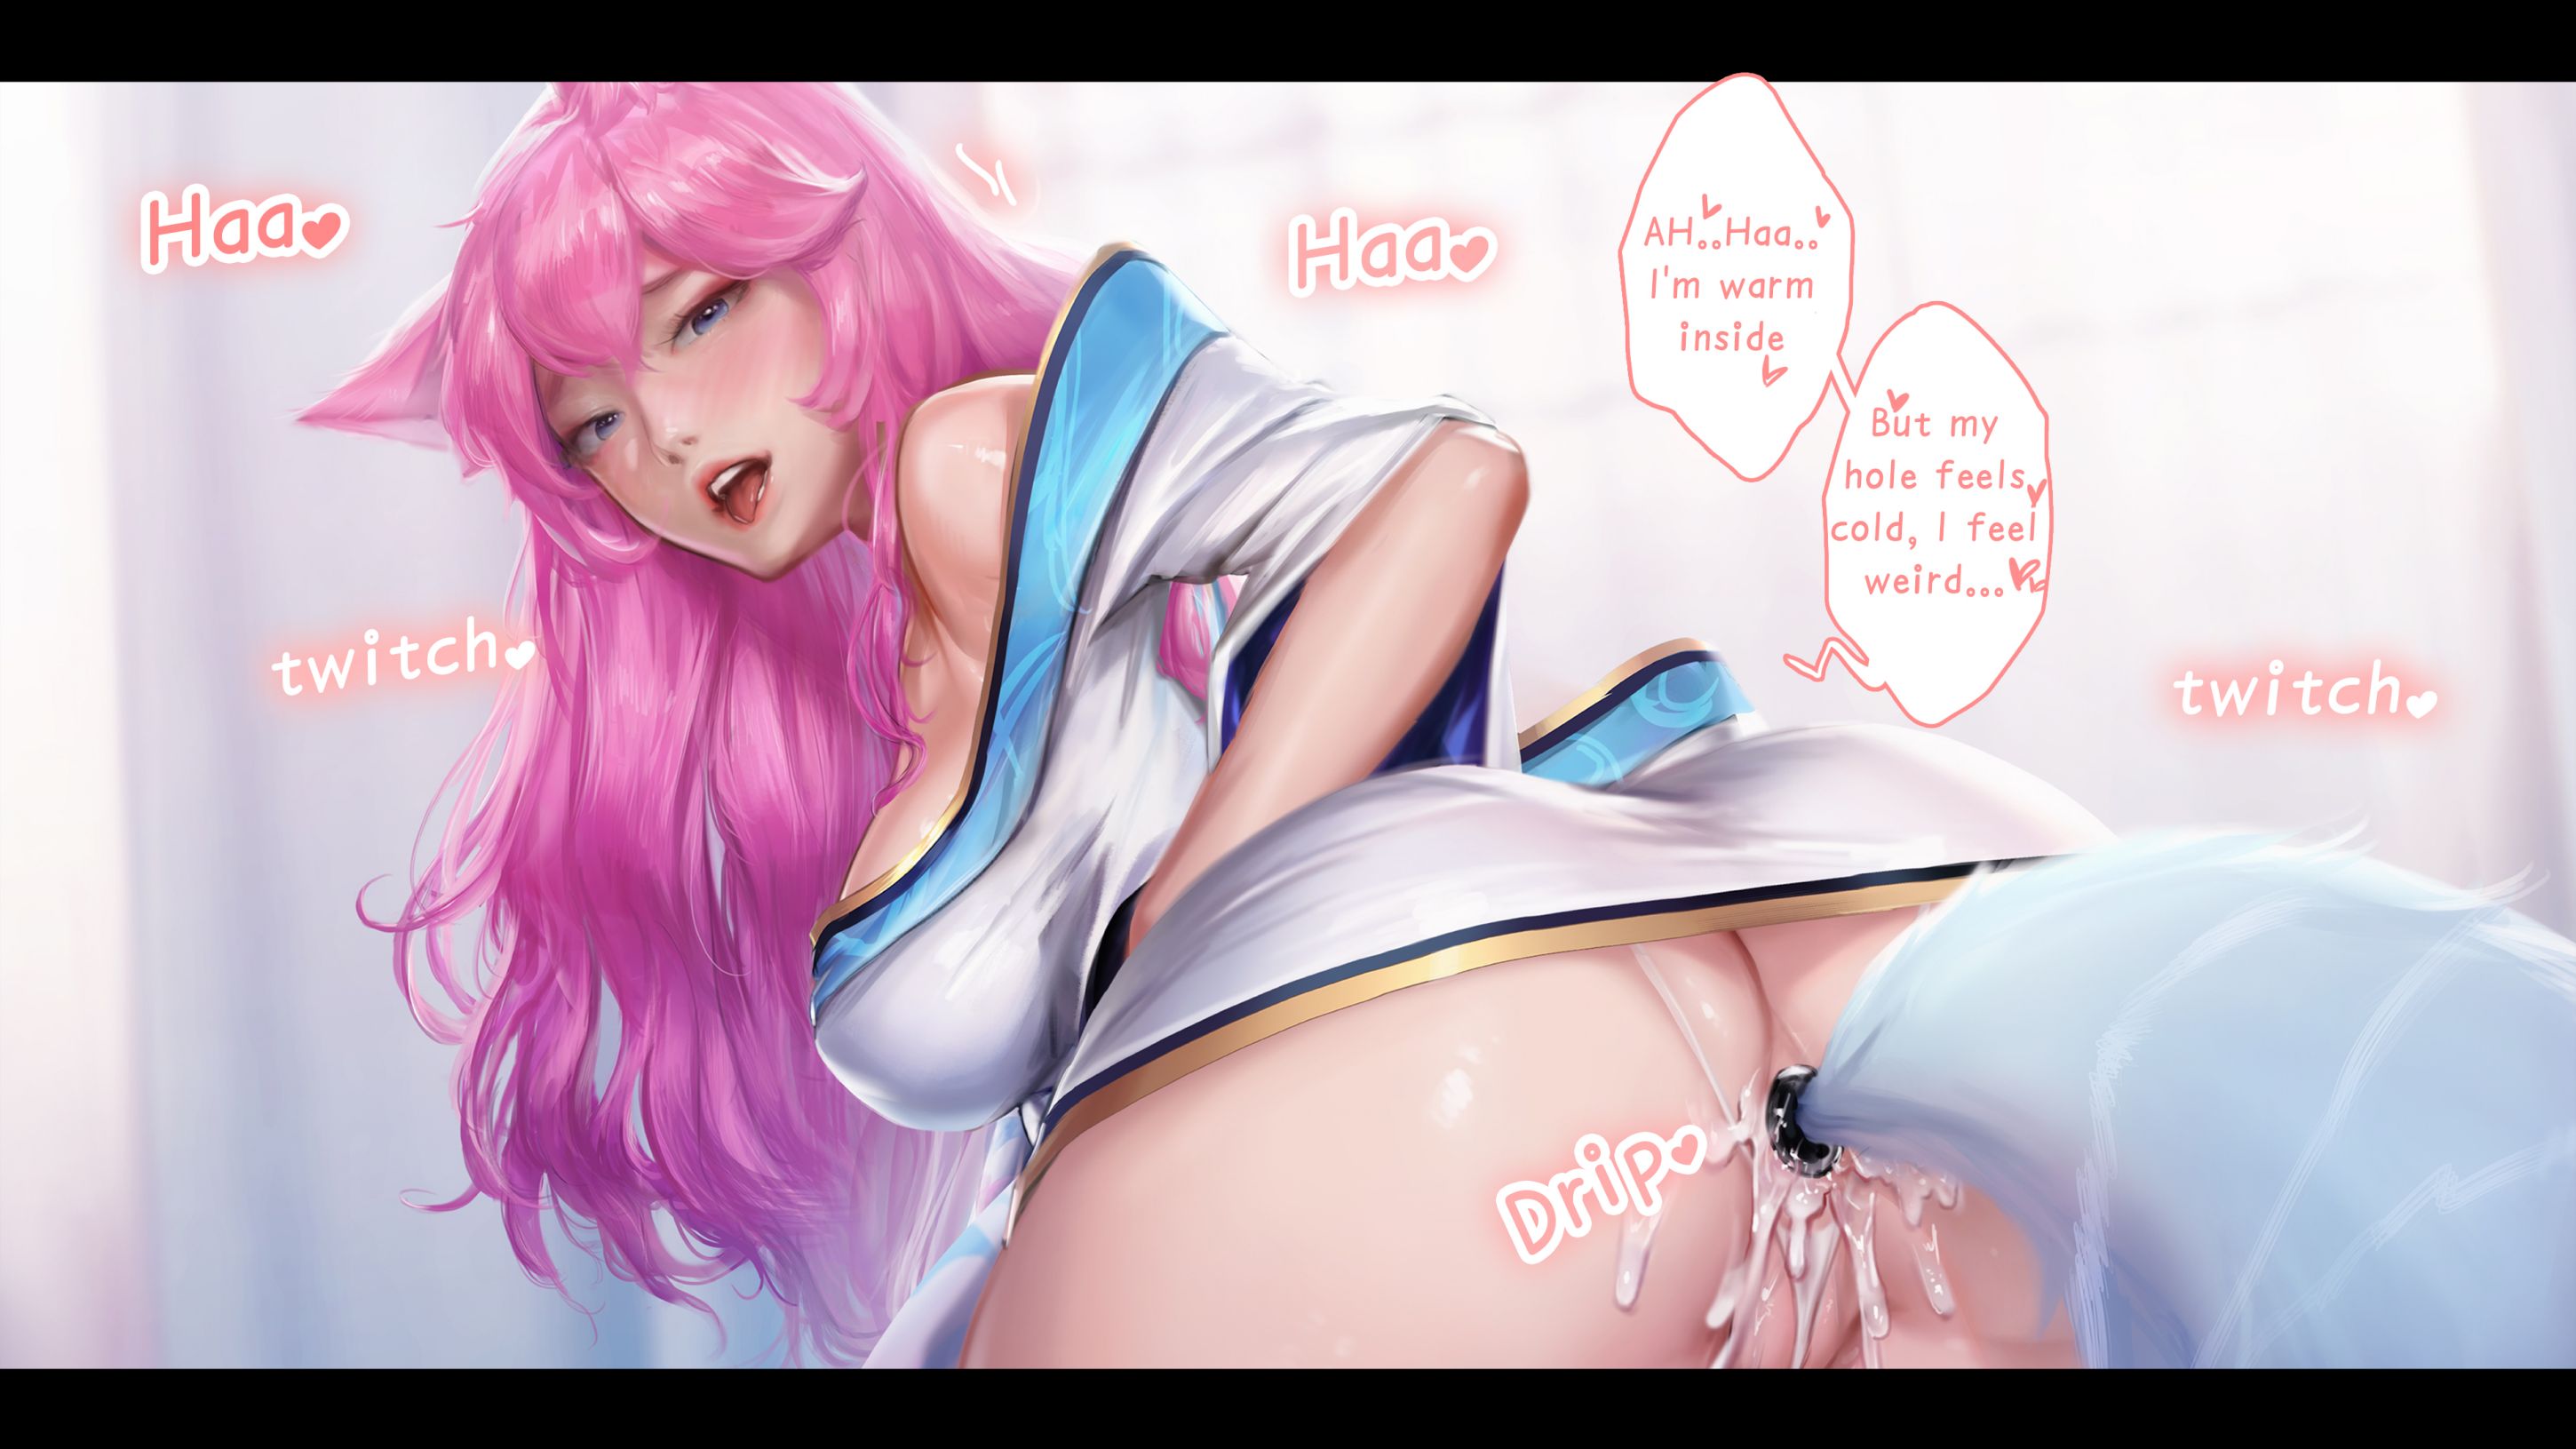 Haa
Haa
AH..Haa..
I'm warm
inside
But my
hole feels
cold, I feel
weird...
twitch
twitch
Drip